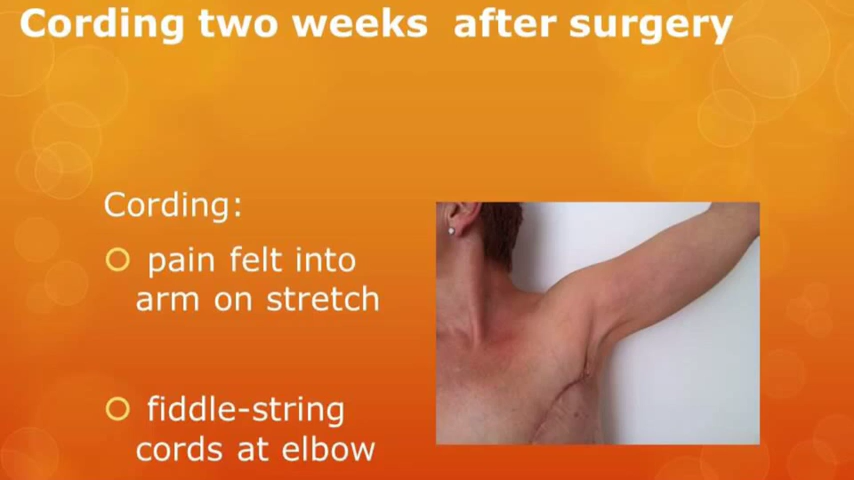 Cording two weeks after surgery
Cording:
pain felt into
arm on stretch
fiddle-string
cords at elbow